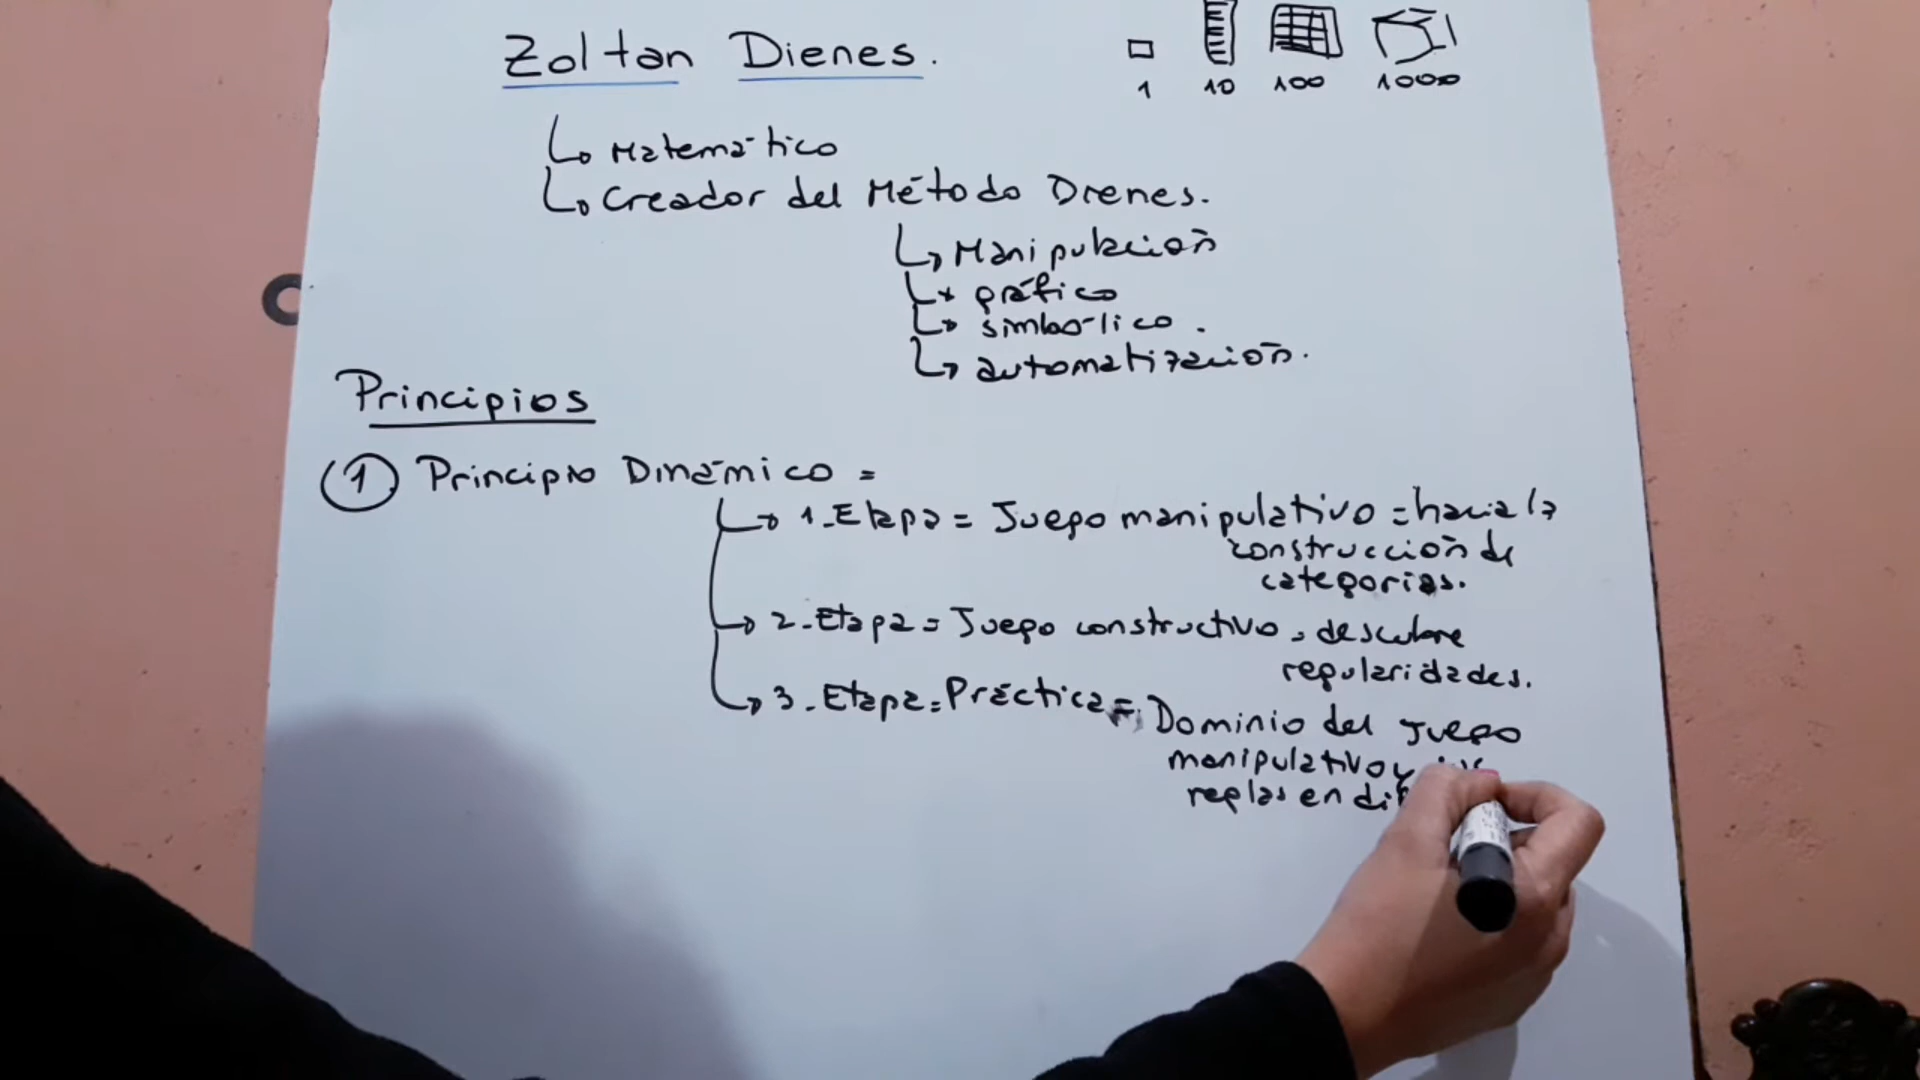 Zoltan Dienes.
1 10 100 1000
Matemático
Creador del Método Dienes.
Manipulación
gráfico
simbólico.
automatización.
Principios
1 Principio Dinámico =
1-Etapa = Juego manipulativo = hacia la
construcción de
categorias.
2-Etapa = Juego constructivo = descubre
regularidades.
3-Etapa = Práctica = Dominio del Juego
manipulativo y
reglas en